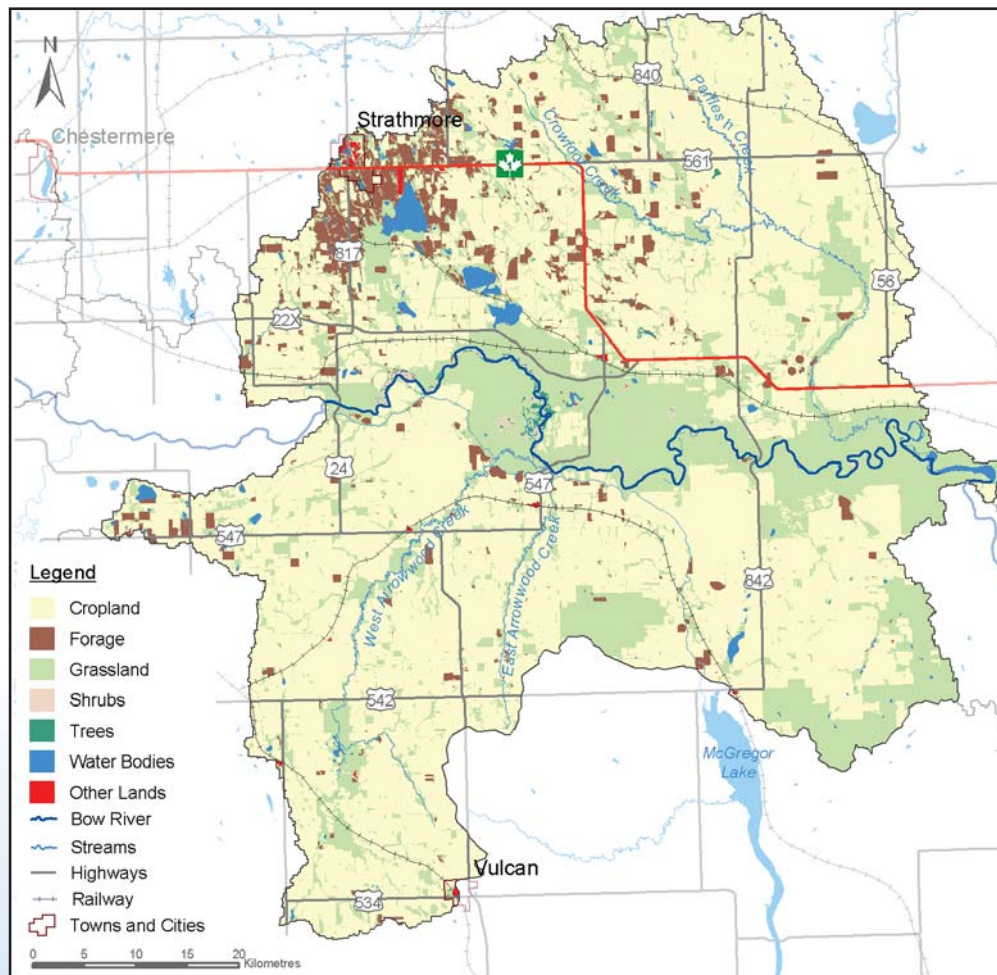 N
Strathmore
Chestermere
840
Parflesh Creek
Crowfoot Creek
1
561
817
56
22X
24
547
547
West Arrowwood Creek
East Arrowwood Creek
842
542
McGregor
Lake
Vulcan
534
Legend
Cropland
Forage
Grassland
Shrubs
Trees
Water Bodies
Other Lands
Bow River
Streams
Highways
Railway
Towns and Cities
0 5 10 20
Kilometres